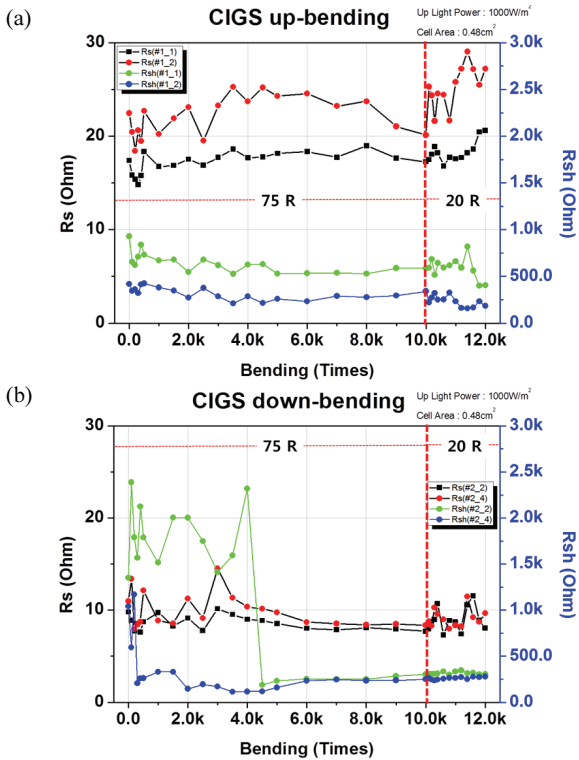 (a)
CIGS up-bending
Up Light Power : 1000W/m²
Cell Area : 0.48cm²
Rs(#1_1)
Rs(#1_2)
Rsh(#1_1)
Rsh(#1_2)
30
20
10
0
Rs (Ohm)
75 R
20 R
3.0k
2.5k
2.0k
1.5k
1.0k
500.0
0.0
Rsh (Ohm)
0.0 2.0k 4.0k 6.0k 8.0k 10.0k 12.0k
Bending (Times)
(b)
CIGS down-bending
Up Light Power : 1000W/m²
Cell Area : 0.48cm²
75 R
20 R
Rs(#2_2)
Rs(#2_4)
Rsh(#2_2)
Rsh(#2_4)
30
20
10
0
Rs (Ohm)
3.0k
2.5k
2.0k
1.5k
1.0k
500.0
0.0
Rsh (Ohm)
0.0 2.0k 4.0k 6.0k 8.0k 10.0k 12.0k
Bending (Times)